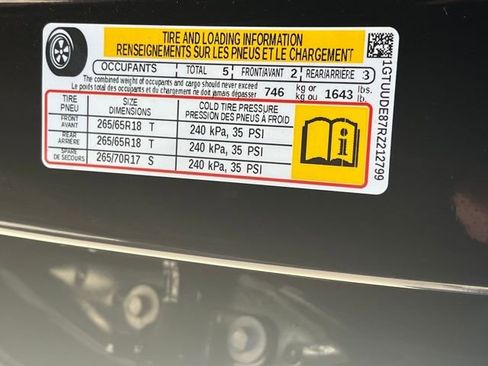 TIRE AND LOADING INFORMATION
RENSEIGNEMENTS SUR LES PNEUS ET LE CHARGEMENT
OCCUPANTS TOTAL 5 FRONT/AVANT 2 REAR/ARRIÈRE 3
The combined weight of occupants and cargo should never exceed
Le poids total des occupants et du chargement ne doit jamais dépasser 746 kg or kg ou 1643 lbs. lb.
TIRE PNEU SIZE DIMENSIONS COLD TIRE PRESSURE PRESSION DES PNEUS À FROID
FRONT AVANT 265/65R18 T 240 kPa, 35 PSI
REAR ARRIÈRE 265/65R18 T 240 kPa, 35 PSI
SPARE DE SECOURS 265/70R17 S 240 kPa, 35 PSI
1GTUUDE87RZ212799